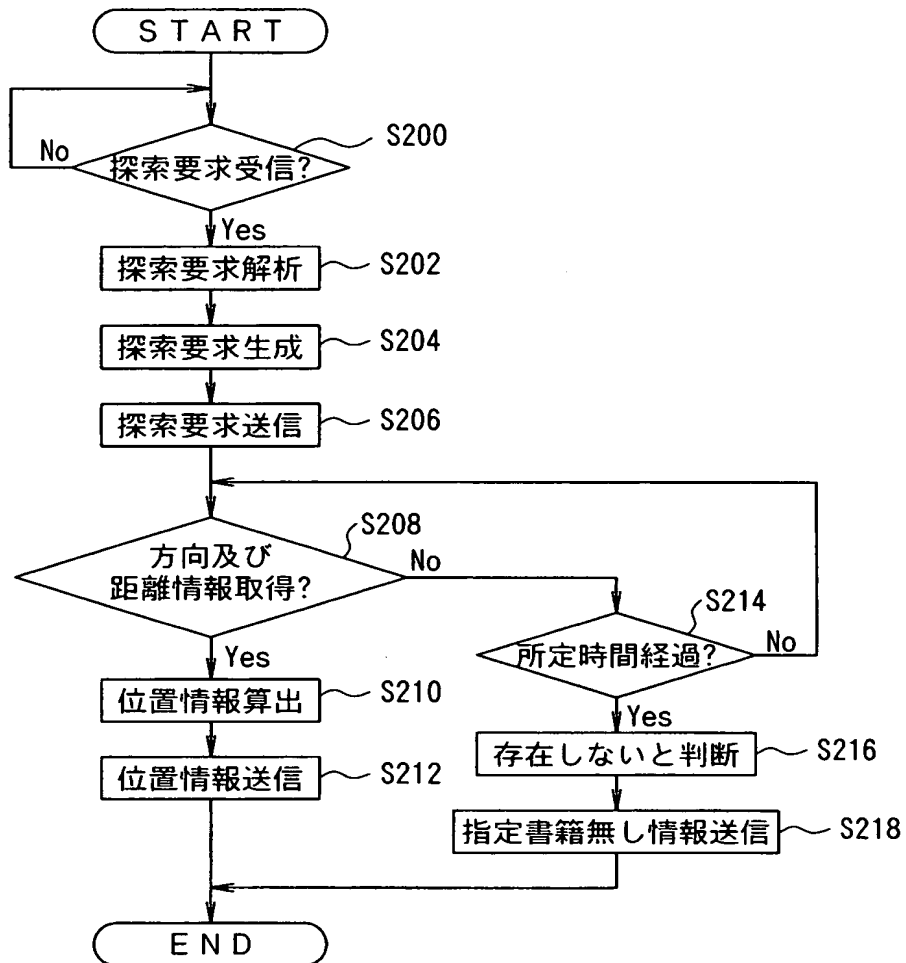 START
探索要求受信?
S200
No
Yes
探索要求解析
S202
探索要求生成
S204
探索要求送信
S206
方向及び
距離情報取得?
S208
No
Yes
所定時間経過?
S214
No
Yes
位置情報算出
S210
存在しないと判断
S216
位置情報送信
S212
指定書籍無し情報送信
S218
END